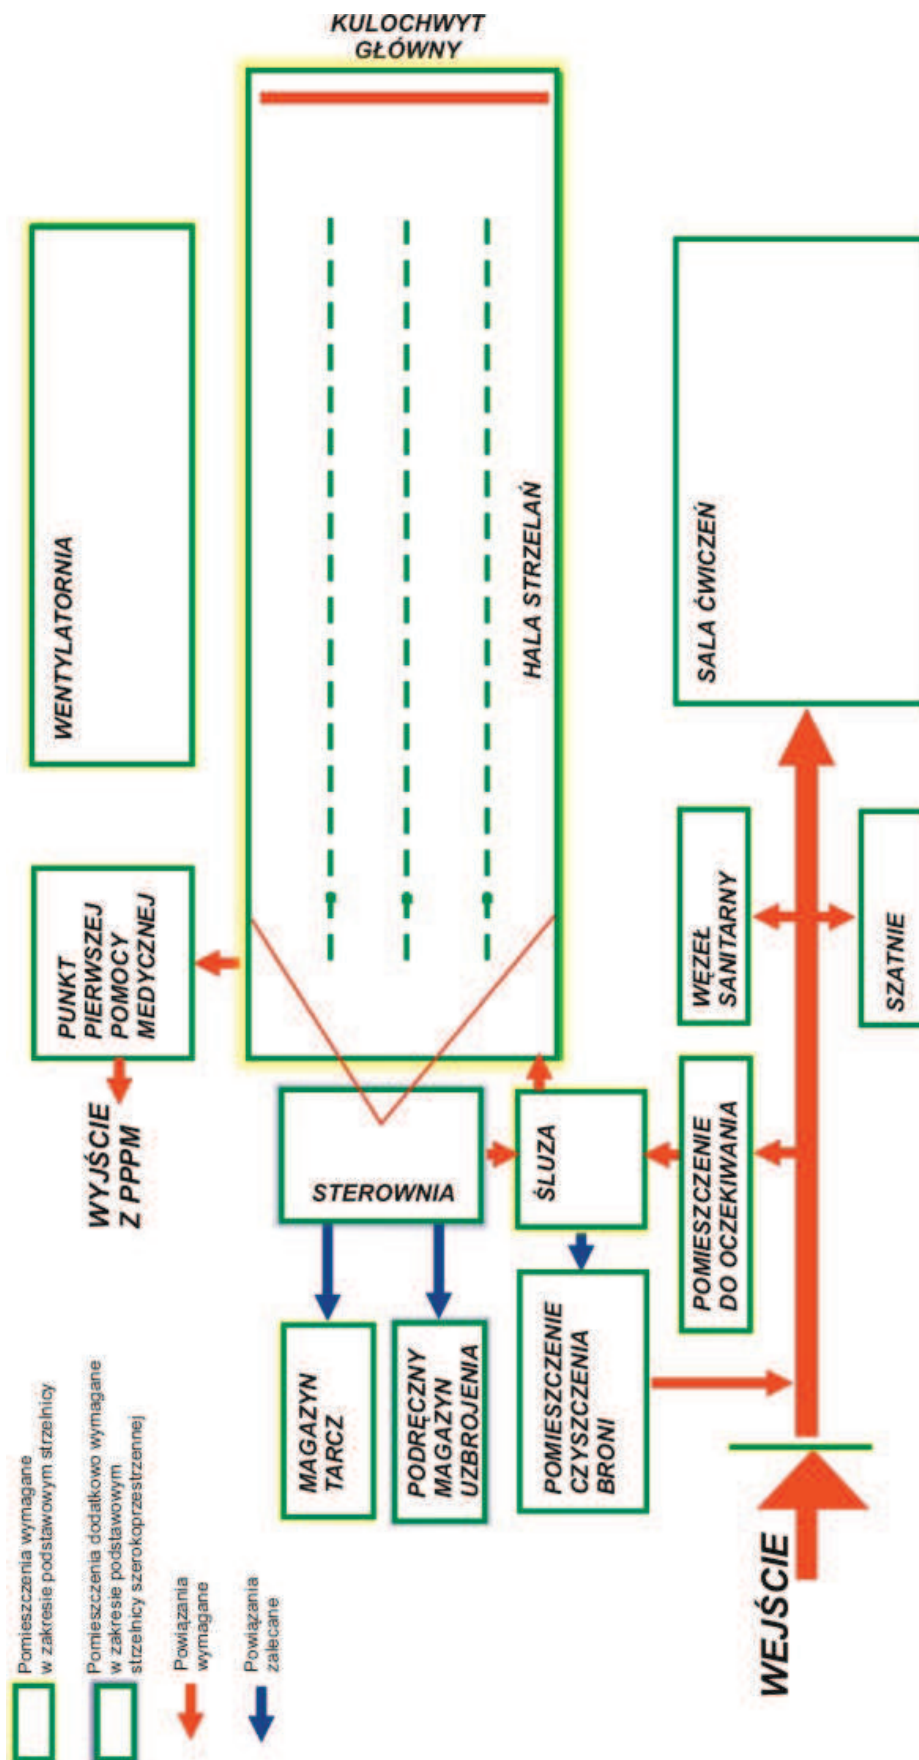 KULOCHWYT
GŁÓWNY
WENTYLATORNIA
HALA STRZELAŃ
SALA ĆWICZEŃ
PUNKT
PIERWSZEJ
POMOCY
MEDYCZNEJ
WĘZEŁ
SANITARNY
SZATNIE
WYJŚCIE
Z PPPM
STEROWNIA
ŚLUZA
POMIESZCZENIE
DO OCZEKIWANIA
MAGAZYN
TARCZ
PODRĘCZNY
MAGAZYN
UZBROJENIA
POMIESZCZENIE
CZYSZCZENIA
BRONI
WEJŚCIE
Pomieszczenia wymagane
w zakresie podstawowym strzelnicy
Pomieszczenia dodatkowo wymagane
w zakresie podstawowym
strzelnicy szerokoprzestrzennej
Powiązania
wymagane
Powiązania
zalecane